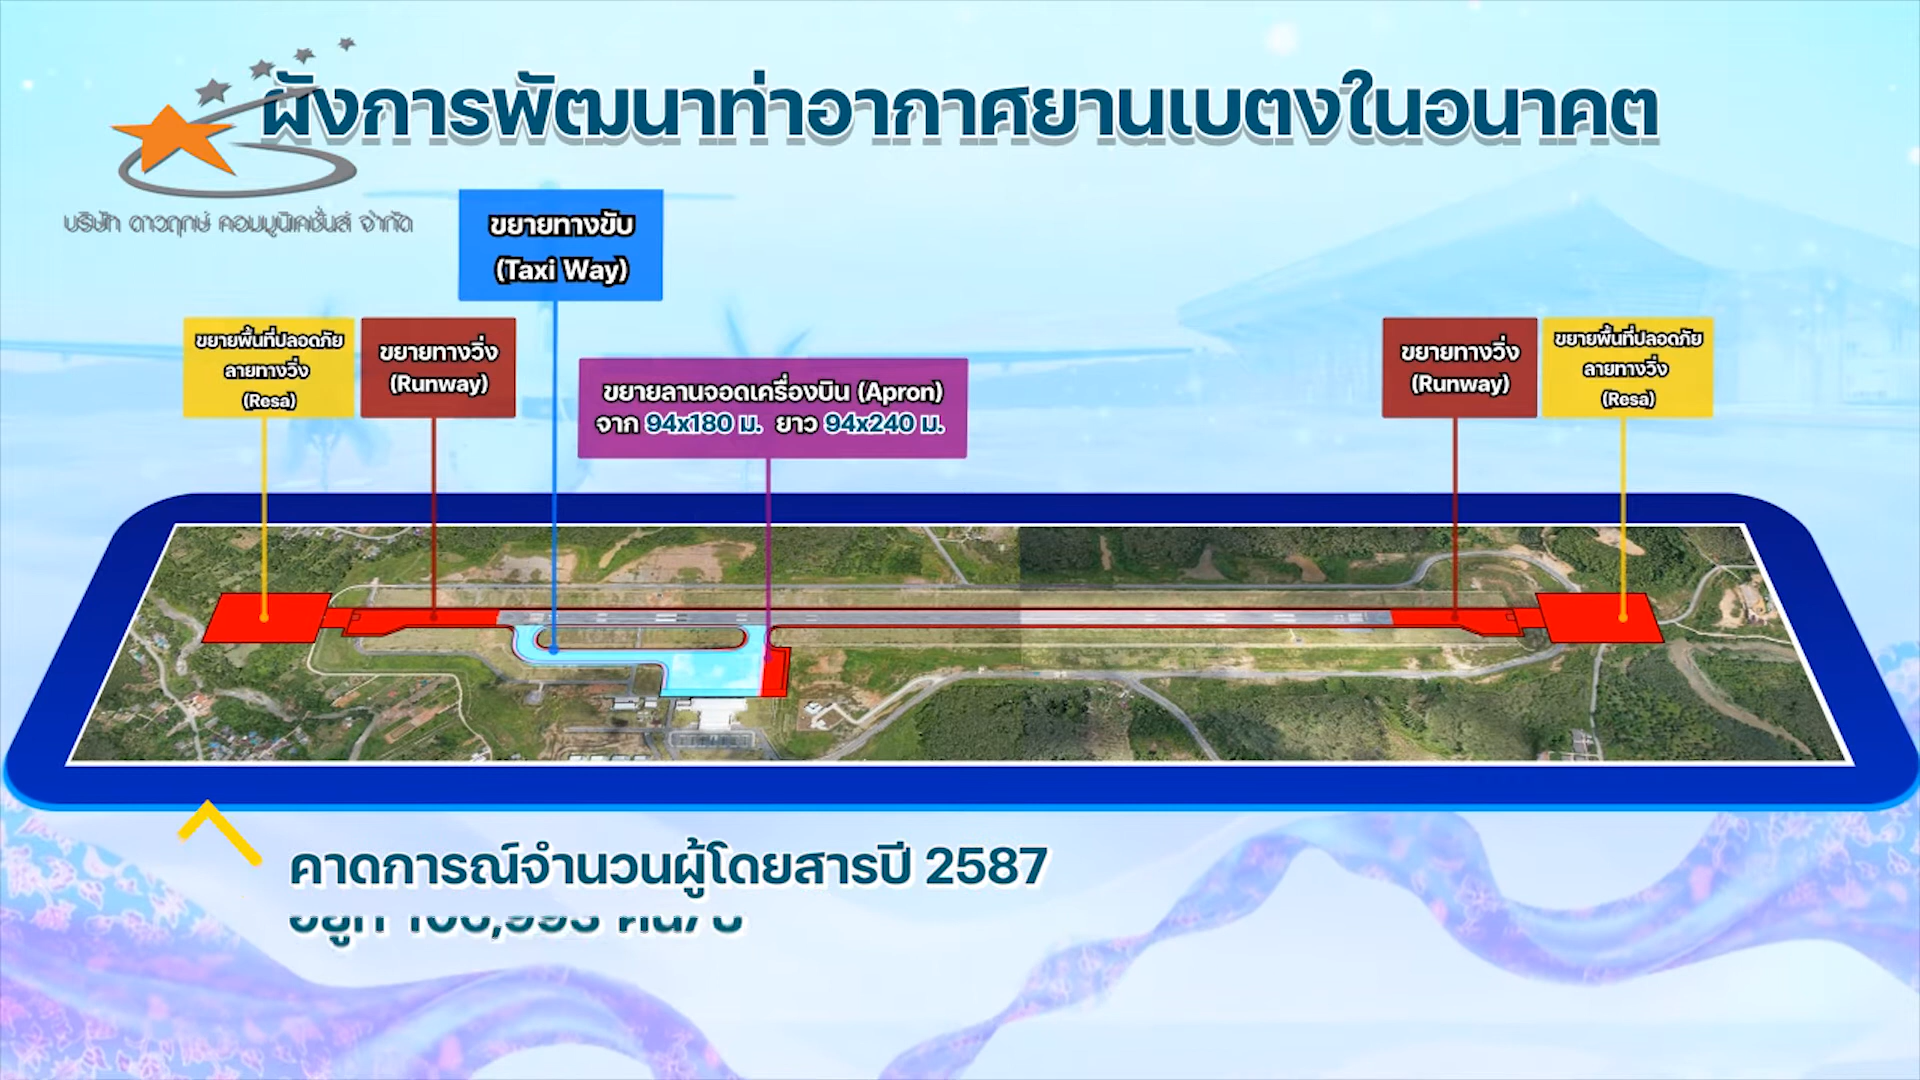 ผังการพัฒนาท่าอากาศยานเบตงในอนาคต
บริษัท ดาวฤกษ์ คอมมูนิเคชั่นส์ จำกัด
ขยายทางขับ
(Taxi Way)
ขยายพื้นที่ปลอดภัย
ลายทางวิ่ง
(Resa)
ขยายทางวิ่ง
(Runway)
ขยายลานจอดเครื่องบิน (Apron)
จาก 94x180 ม. ยาว 94x240 ม.
ขยายทางวิ่ง
(Runway)
ขยายพื้นที่ปลอดภัย
ลายทางวิ่ง
(Resa)
คาดการณ์จำนวนผู้โดยสารปี 2587